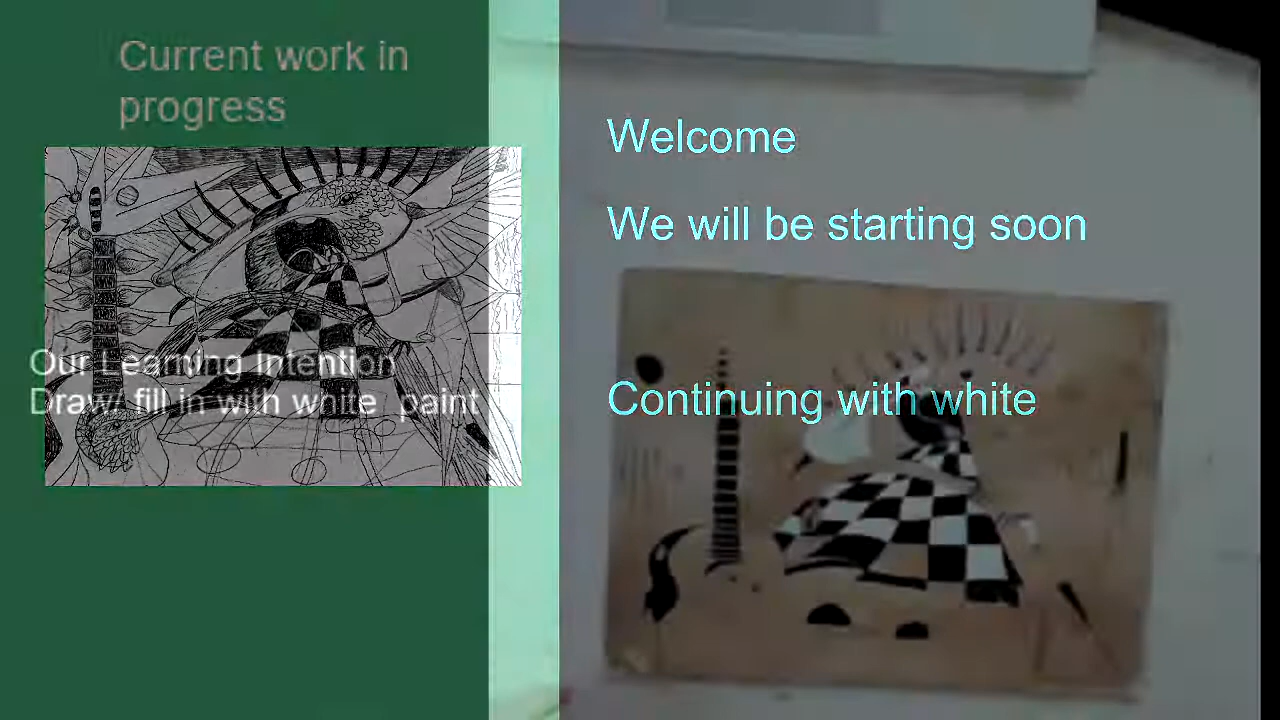 Current work in
progress
Our Learning Intention
Draw/ fill in with white paint
Welcome
We will be starting soon
Continuing with white